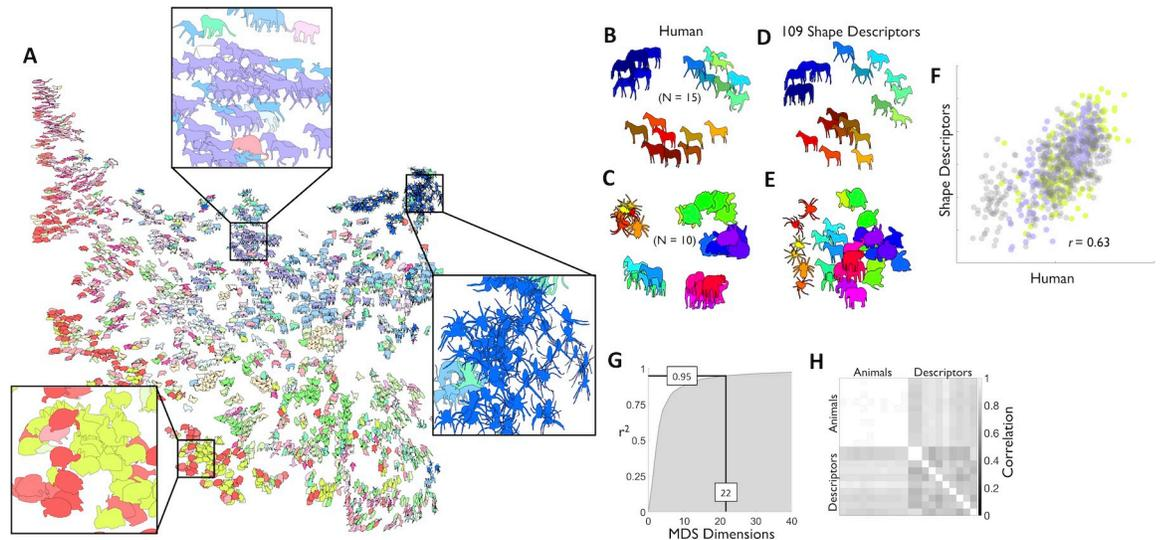 A
B
Human
(N = 15)
D
109 Shape Descriptors
C
(N = 10)
E
F
Shape Descriptors
r = 0.63
Human
G
1
0.95
0.75
r²
0.5
0.25
22
0
0 10 20 30 40
MDS Dimensions
H
Animals Descriptors
Animals
Descriptors
1
0.8
0.6
0.4
0.2
0
Correlation